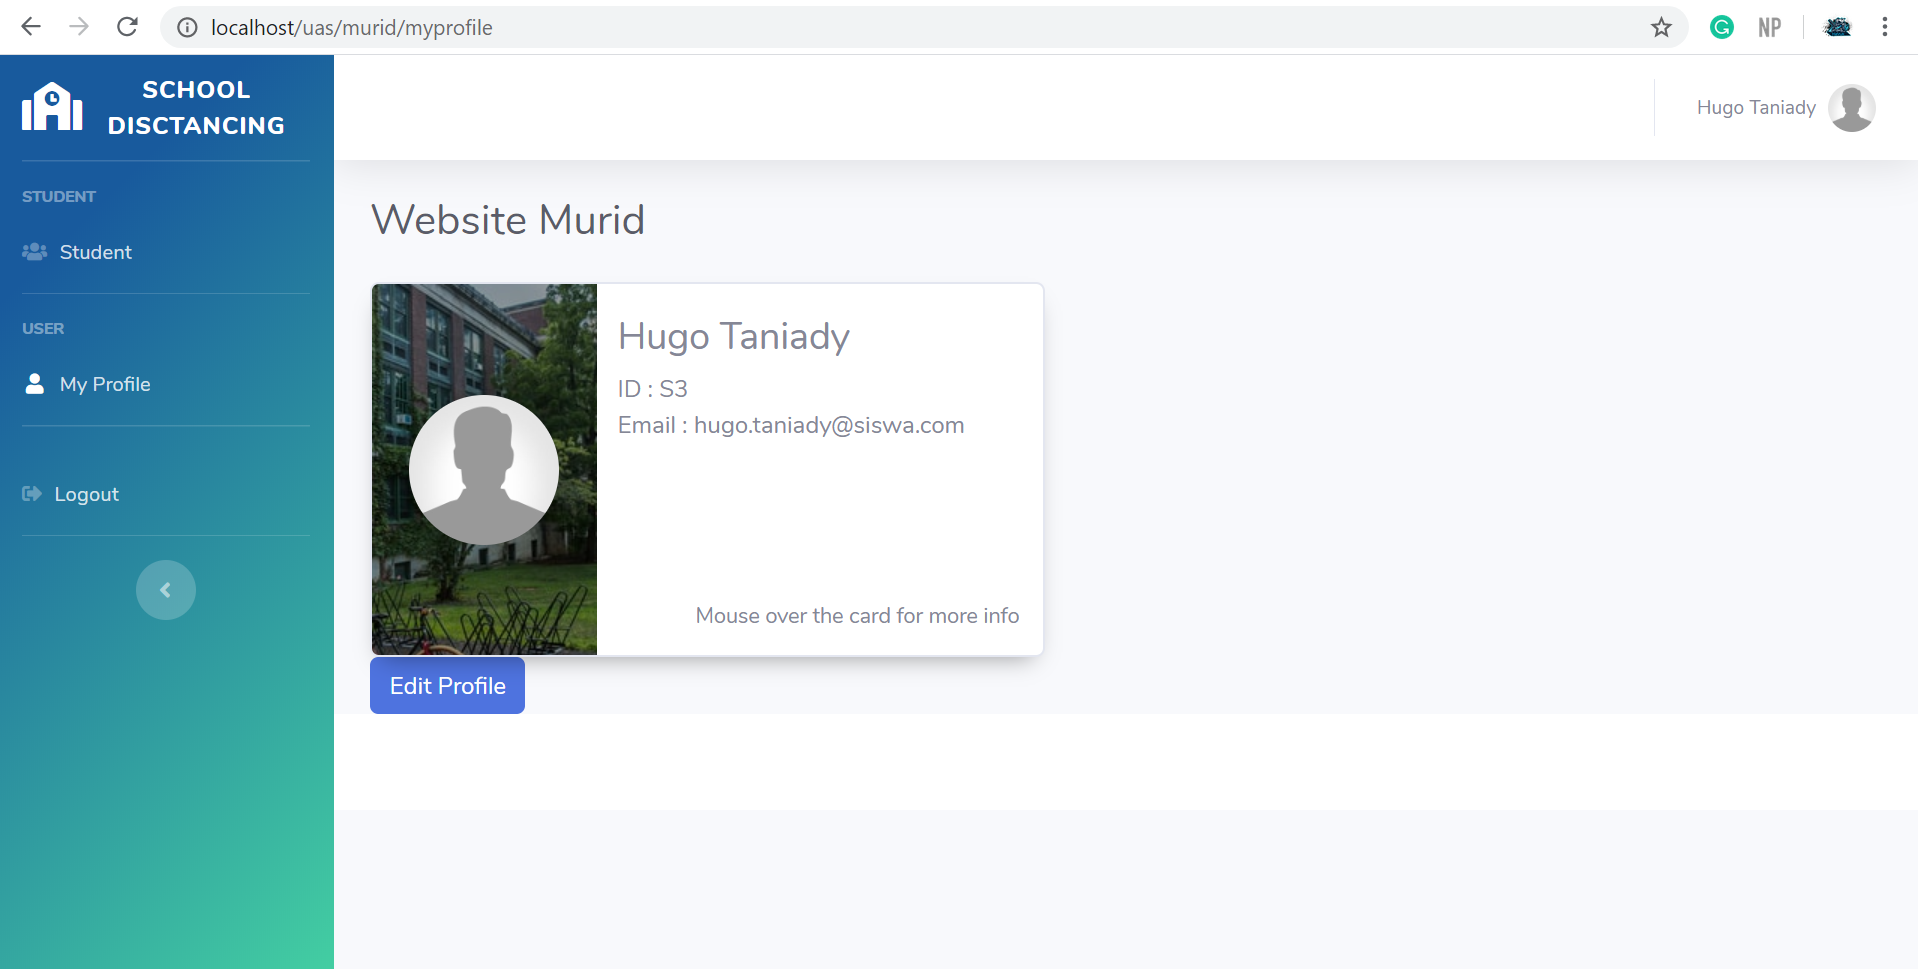 localhost/uas/murid/myprofile
NP
SCHOOL
DISCTANCING
Hugo Taniady
STUDENT
Student
USER
My Profile
Logout
Website Murid
Hugo Taniady
ID : S3
Email : hugo.taniady@siswa.com
Mouse over the card for more info
Edit Profile